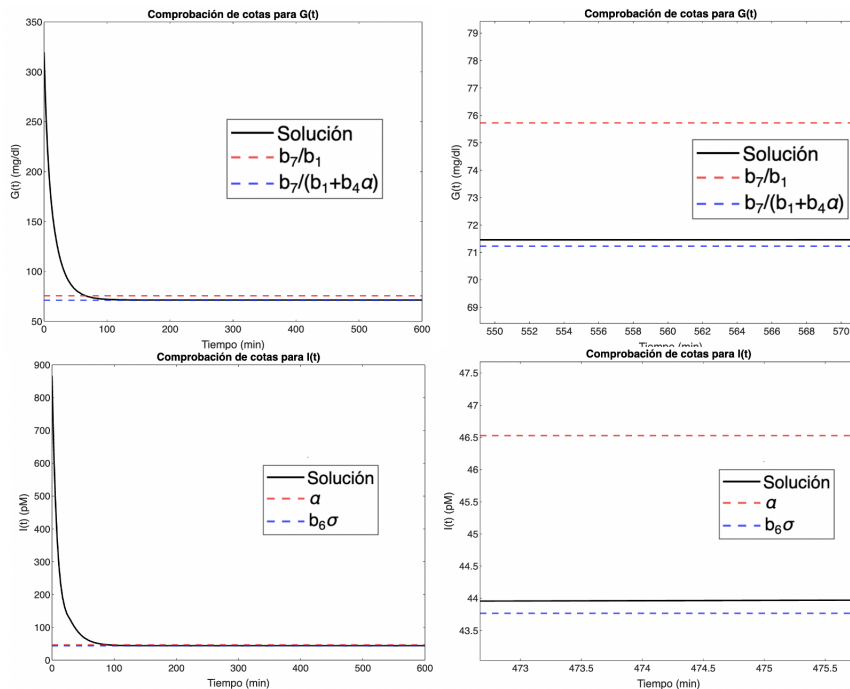 Comprobación de cotas para G(t)
350
300
250
200
150
100
50
G(t) (mg/dl)
0
100
200
300
400
500
600
Tiempo (min)
Solución
b₇/b₁
b₇/(b₁+b₄α)
Comprobación de cotas para G(t)
79
78
77
76
75
74
73
72
71
70
69
G(t) (mg/dl)
550
552
554
556
558
560
562
564
566
568
570
Tiempo (min)
Solución
b₇/b₁
b₇/(b₁+b₄α)
Comprobación de cotas para I(t)
900
800
700
600
500
400
300
200
100
0
I(t) (pM)
0
100
200
300
400
500
600
Tiempo (min)
Solución
α
b₆σ
Comprobación de cotas para I(t)
47.5
47
46.5
46
45.5
45
44.5
44
43.5
I(t) (pM)
473
473.5
474
474.5
475
475.5
Tiempo (min)
Solución
α
b₆σ